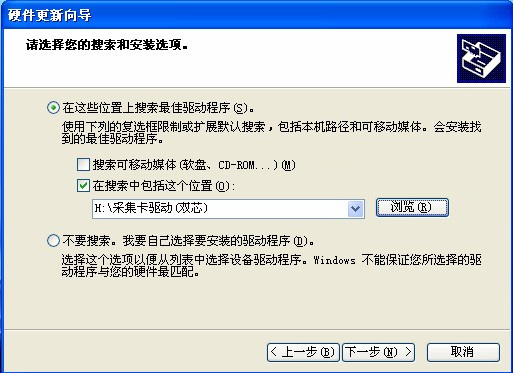 硬件更新向导
请选择您的搜索和安装选项。
在这些位置上搜索最佳驱动程序(S)。
使用下列的复选框限制或扩展默认搜索，包括本机路径和可移动媒体。会安装找
到的最佳驱动程序。
搜索可移动媒体(软盘、CD-ROM...)(M)
在搜索中包括这个位置(O):
H:\采集卡驱动(双芯)
浏览(R)
不要搜索。我要自己选择要安装的驱动程序(D)。
选择这个选项以便从列表中选择设备驱动程序。Windows 不能保证您所选择的驱
动程序与您的硬件最匹配。
< 上一步(B) 下一步(N) > 取消